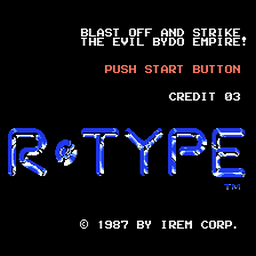 BLAST OFF AND STRIKE
THE EVIL BYDO EMPIRE!
PUSH START BUTTON
CREDIT 03
R•TYPE
TM
© 1987 BY IREM CORP.